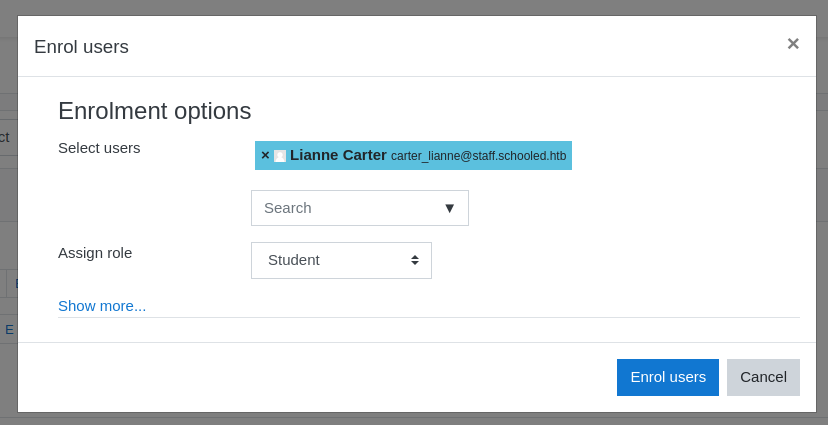 Enrol users
×
Enrolment options
Select users
× Lianne Carter carter_lianne@staff.schooled.htb
Search ▼
Assign role
Student
Show more...
Enrol users
Cancel
ct
E